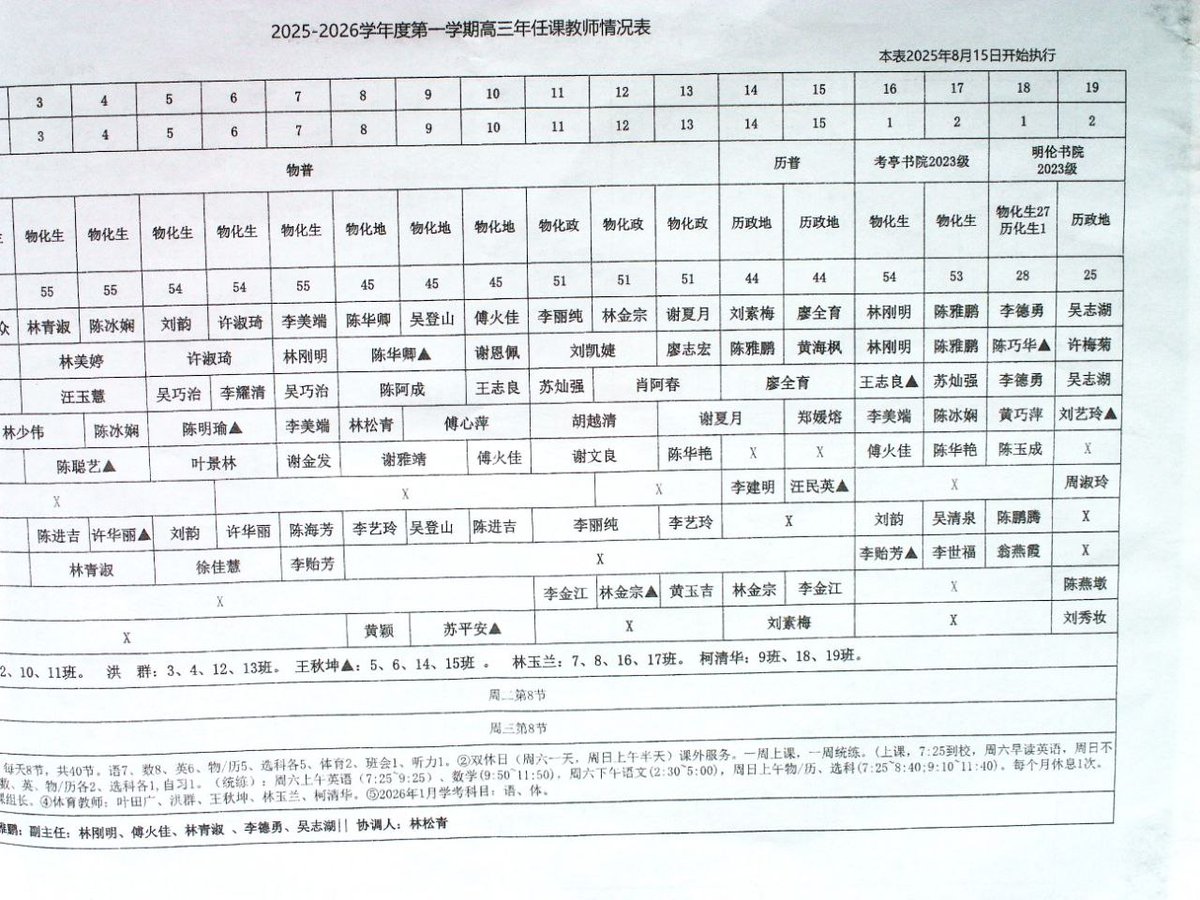 2025-2026学年度第一学期高三年任课教师情况表
本表2025年8月15日开始执行
3 4 5 6 7 8 9 10 11 12 13 14 15 16 17 18 19
3 4 5 6 7 8 9 10 11 12 13 14 15 1 2 1 2
物普 历普 考亭书院2023级 明伦书院2023级
物化生 物化生 物化生 物化生 物化生 物化地 物化地 物化地 物化政 物化政 物化政 历政地 历政地 物化生 物化生 物化生27历化生1 历政地
55 55 54 54 55 45 45 45 51 51 51 44 44 54 53 28 25
众 林青淑 陈冰娴 刘韵 许淑琦 李美端 陈华卿 吴登山 傅火佳 李丽纯 林金宗 谢夏月 刘素梅 廖全育 林刚明 陈雅鹏 李德勇 吴志湖
林美婷 许淑琦 林刚明 陈华卿▲ 谢恩佩 刘凯婕 廖志宏 陈雅鹏 黄海枫 林刚明 陈雅鹏 陈巧华▲ 许梅菊
汪玉慧 吴巧治 李耀清 吴巧治 陈阿成 王志良 苏灿强 肖阿春 廖全育 王志良▲ 苏灿强 李德勇 吴志湖
林少伟 陈冰娴 陈明瑜▲ 李美端 林松青 傅心萍 胡越清 谢夏月 郑媛熔 李美端 陈冰娴 黄巧萍 刘艺玲▲
陈聪艺▲ 叶景林 谢金发 谢雅靖 傅火佳 谢文良 陈华艳 X X 傅火佳 陈华艳 陈玉成 X
X X X 李建明 汪民英▲ X 周淑玲
陈进吉 许华丽▲ 刘韵 许华丽 陈海芳 李艺玲 吴登山 陈进吉 李丽纯 李艺玲 X 刘韵 吴清泉 陈鹏腾 X
林青淑 徐佳慧 李贻芳 X 李贻芳▲ 李世福 翁燕霞 X
X 李金江 林金宗▲ 黄玉吉 林金宗 李金江 X 陈燕墩
X 黄颖 苏平安▲ X 刘素梅 X 刘秀妆
2、10、11班。 洪 群：3、4、12、13班。 王秋坤▲：5、6、14、15班 。 林玉兰：7、8、16、17班。 柯清华：9班、18、19班。
周二第8节
周三第8节
每天8节，共40节。语7、数8、英6、物/历5、选科各5、体育2、班会1、听力1。②双休日（周六一天，周日上午半天）课外服务。一周上课，一周统练。(上课，7:25到校，周六早读英语，周日不
数、英、物/历各2、选科各1,自习1。（统练）：周六上午英语（7:25~9:25）、数学(9:50~11:50)。周六下午语文(2:30~5:00），周日上午物/历、选科(7:25~8:40;9:10~11:40)。每个月休息1次。
课组长。④体育教师：叶田广、洪群、王秋坤、林玉兰、柯清华。⑤2026年1月学考科目：语、体。
雅鹏；副主任：林刚明、傅火佳、林青淑 、李德勇、吴志湖|| 协调人：林松青